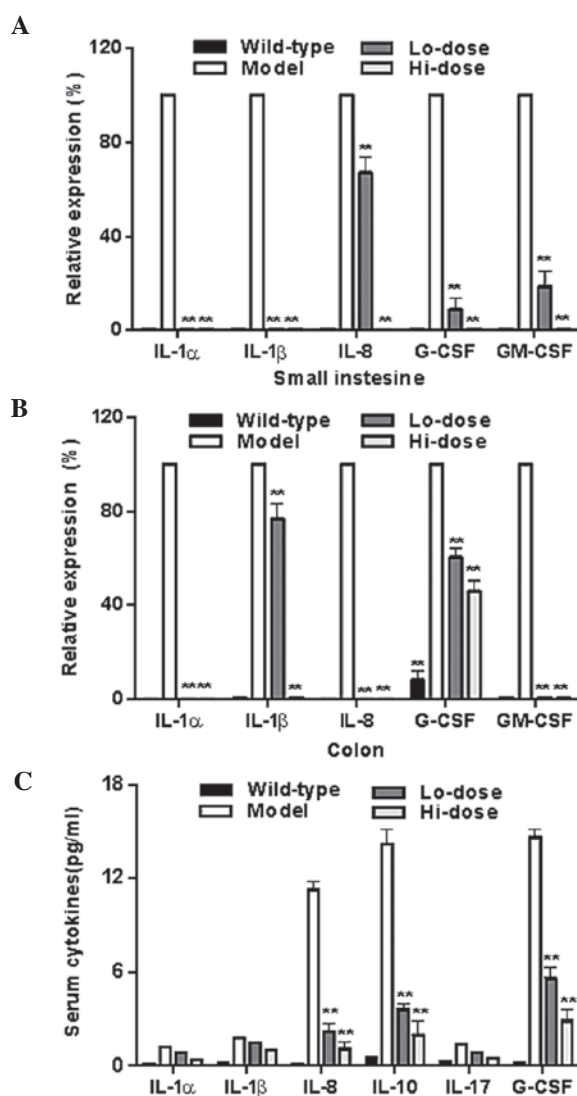 A
Wild-type
Model
Lo-dose
Hi-dose
Relative expression (%)
120
80
40
0
** **
** **
**
**
**
**
**
**
IL-1α IL-1β IL-8 G-CSF GM-CSF
Small instesine
B
Wild-type
Model
Lo-dose
Hi-dose
Relative expression (%)
120
80
40
0
** **
**
**
** **
**
**
**
** **
IL-1α IL-1β IL-8 G-CSF GM-CSF
Colon
C
Wild-type
Model
Lo-dose
Hi-dose
Serum cytokines(pg/ml)
18
12
6
0
**
**
**
**
**
**
IL-1α IL-1β IL-8 IL-10 IL-17 G-CSF